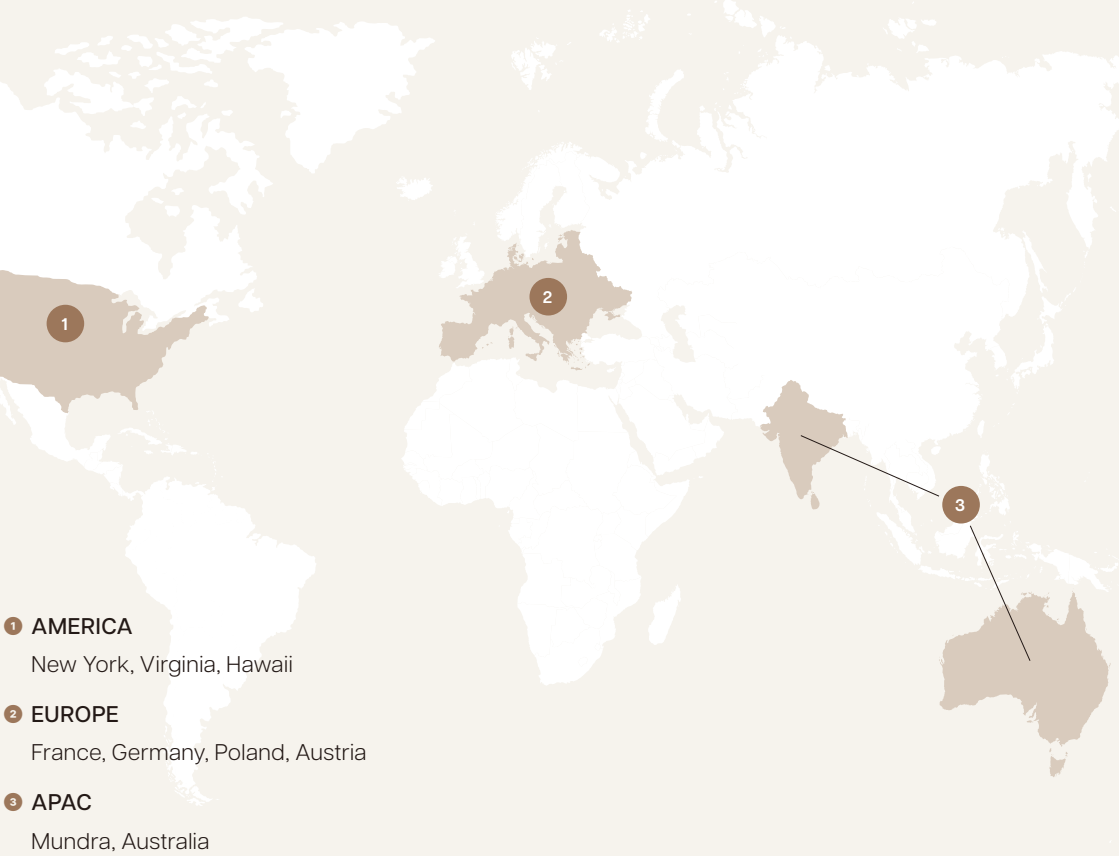 1
2
3
1 AMERICA
New York, Virginia, Hawaii
2 EUROPE
France, Germany, Poland, Austria
3 APAC
Mundra, Australia